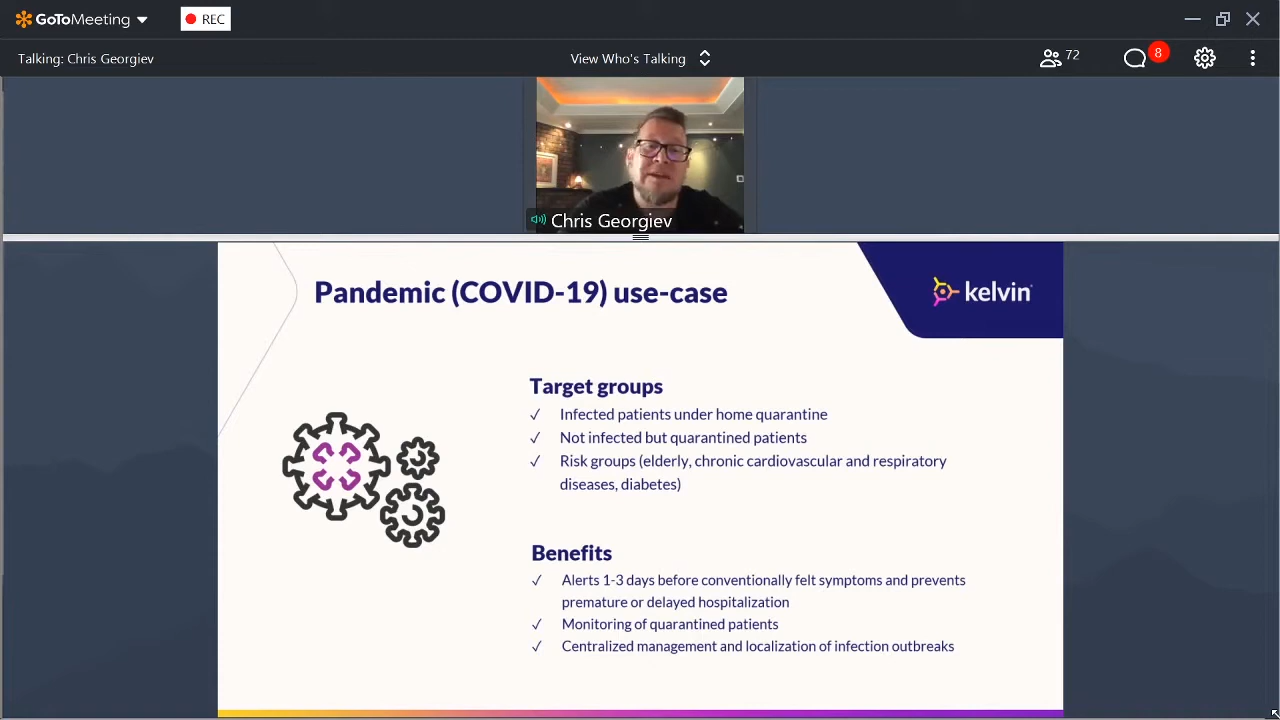 GoToMeeting
REC
Talking: Chris Georgiev
View Who's Talking
72
8
Chris Georgiev
Pandemic (COVID-19) use-case
kelvin
Target groups
✓ Infected patients under home quarantine
✓ Not infected but quarantined patients
✓ Risk groups (elderly, chronic cardiovascular and respiratory
diseases, diabetes)
Benefits
✓ Alerts 1-3 days before conventionally felt symptoms and prevents
premature or delayed hospitalization
✓ Monitoring of quarantined patients
✓ Centralized management and localization of infection outbreaks